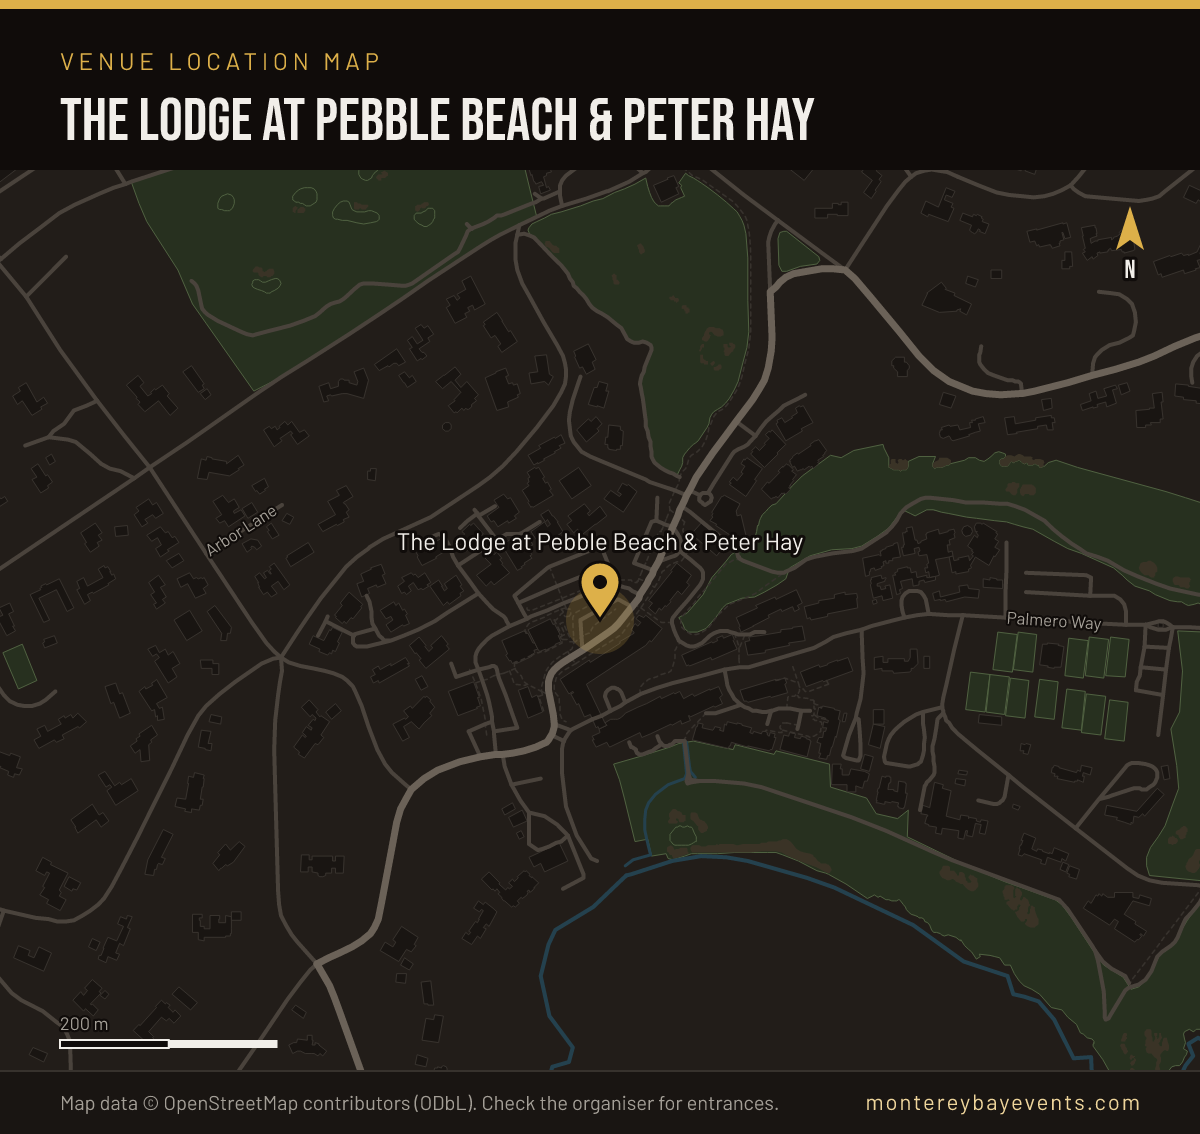 VENUE LOCATION MAP
THE LODGE AT PEBBLE BEACH & PETER HAY
N
Arbor Lane
The Lodge at Pebble Beach & Peter Hay
Palmero Way
200 m
Map data © OpenStreetMap contributors (ODbL). Check the organiser for entrances.
montereybayevents.com